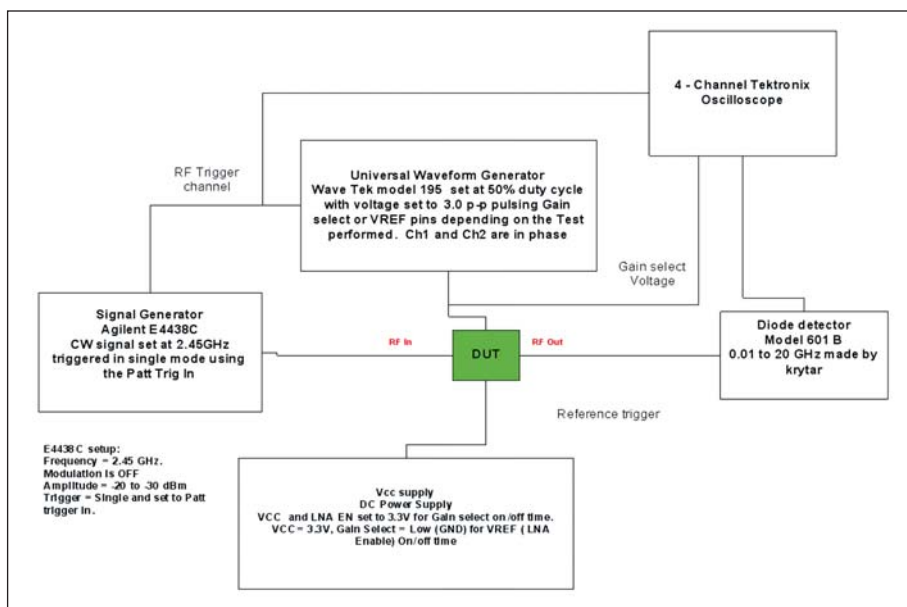 4 - Channel Tektronix
Oscilloscope
RF Trigger
channel
Universal Waveform Generator
Wave Tek model 195 set at 50% duty cycle
with voltage set to 3.0 p-p pulsing Gain
select or VREF pins depending on the Test
performed. Ch1 and Ch2 are in phase
Gain select
Voltage
Signal Generator
Agilent E4438C
CW signal set at 2.45GHz
triggered in single mode using
the Patt Trig In
RF In
DUT
RF Out
Diode detector
Model 601 B
0.01 to 20 GHz made by
krytar
Reference trigger
E4438C setup:
Frequency = 2.45 GHz.
Modulation is OFF
Amplitude = -20 to -30 dBm
Trigger = Single and set to Patt
trigger in.
Vcc supply
DC Power Supply
VCC and LNA EN set to 3.3V for Gain select on/off time.
VCC = 3.3V, Gain Select = Low (GND) for VREF ( LNA
Enable) On/off time